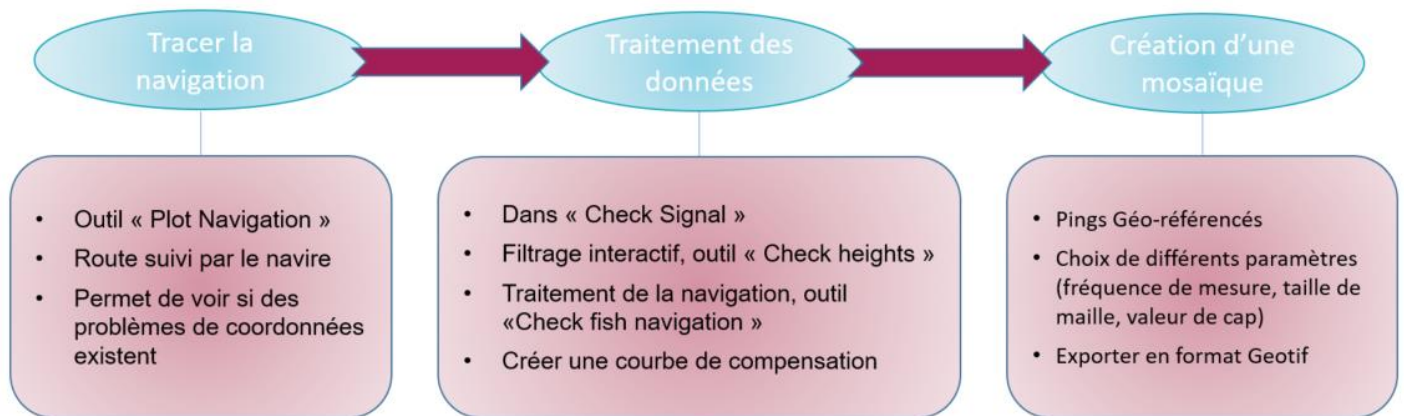 Tracer la
navigation
Traitement des
données
Création d'une
mosaïque
• Outil « Plot Navigation »
• Route suivi par le navire
• Permet de voir si des
problèmes de coordonnées
existent
• Dans « Check Signal »
• Filtrage interactif, outil « Check heights »
• Traitement de la navigation, outil
«Check fish navigation »
• Créer une courbe de compensation
• Pings Géo-référencés
• Choix de différents paramètres
(fréquence de mesure, taille de
maille, valeur de cap)
• Exporter en format Geotif